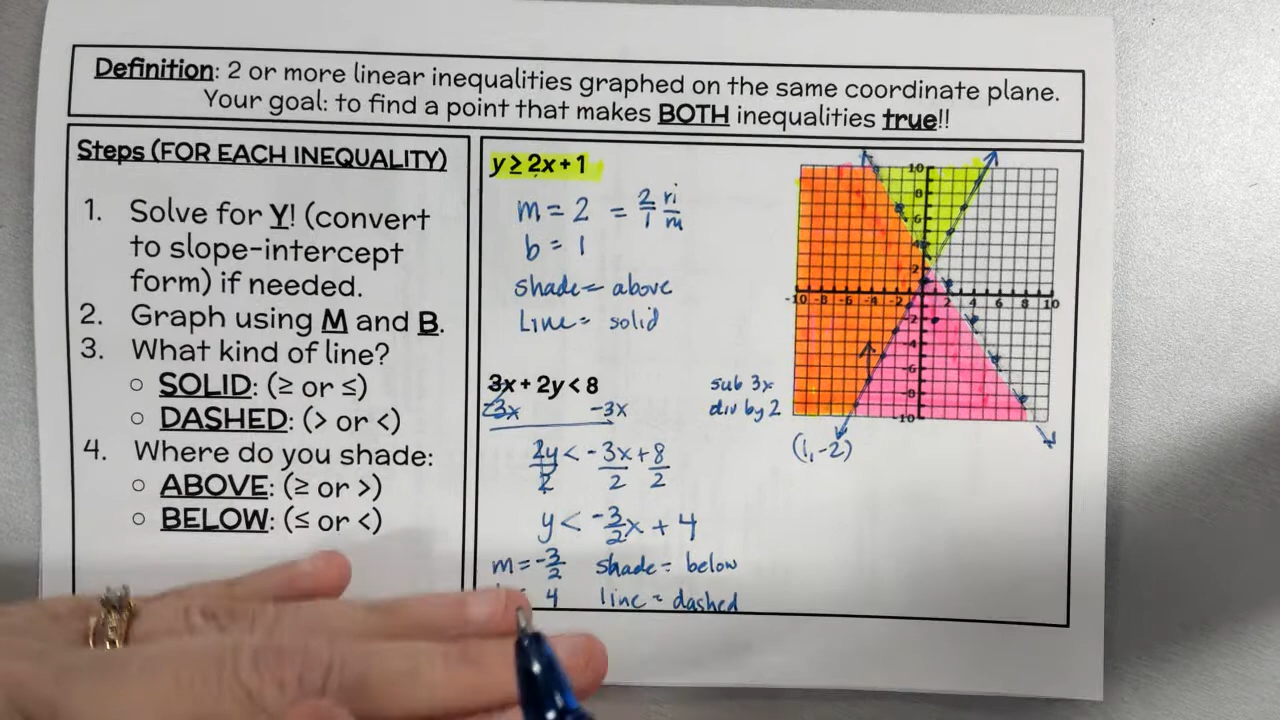 Definition: 2 or more linear inequalities graphed on the same coordinate plane.
Your goal: to find a point that makes BOTH inequalities true!!
Steps (FOR EACH INEQUALITY)
1. Solve for Y! (convert
to slope-intercept
form) if needed.
2. Graph using M and B.
3. What kind of line?
○ SOLID: (≥ or ≤)
○ DASHED: (> or <)
4. Where do you shade:
○ ABOVE: (≥ or >)
○ BELOW: (≤ or <)
y ≥ 2x + 1
m = 2 = 2/1 ri/ru
b = 1
shade = above
Line = solid
3x + 2y < 8
-3x -3x
2y < -3x + 8
2 2 2
y < -3/2x + 4
m = -3/2 shade = below
4 line = dashed
sub 3x
div by 2
10
8
6
4
2
-10 -8 -6 -4 -2 2 4 6 8 10
-2
-4
-6
-8
-10
(1,-2)